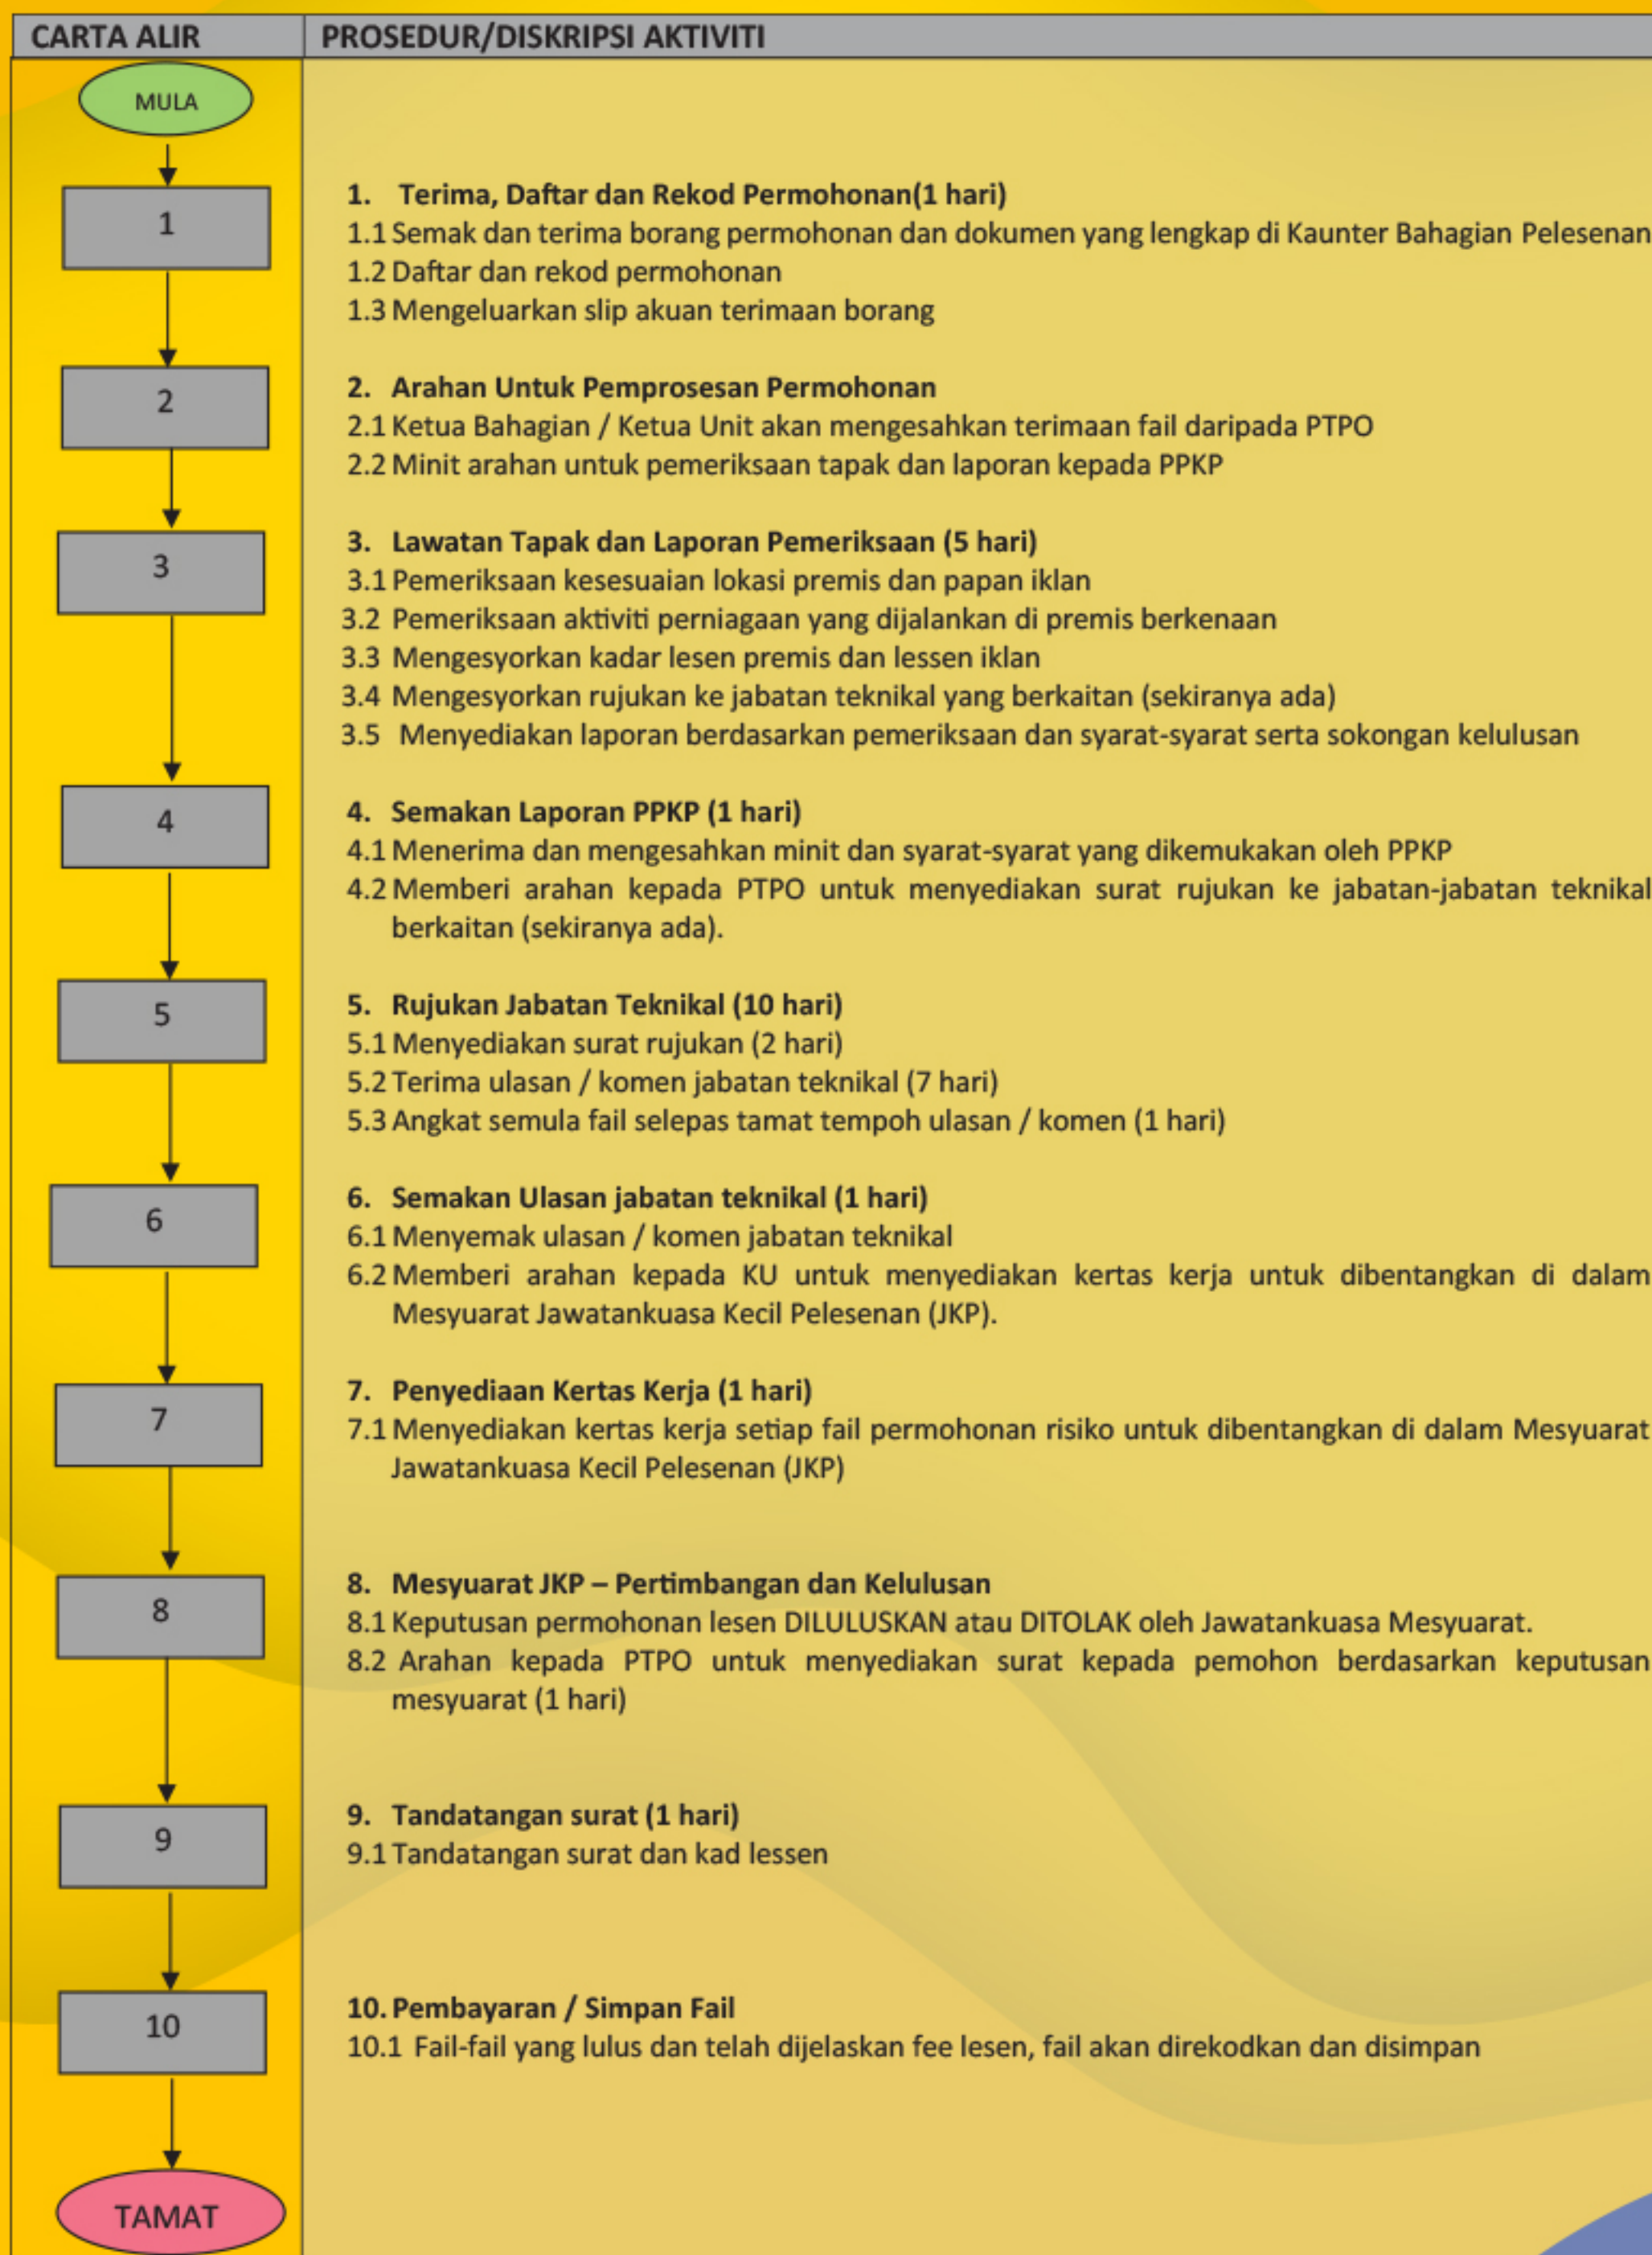 CARTA ALIR
PROSEDUR/DISKRIPSI AKTIVITI
MULA
1
1. Terima, Daftar dan Rekod Permohonan(1 hari)
1.1 Semak dan terima borang permohonan dan dokumen yang lengkap di Kaunter Bahagian Pelesenan
1.2 Daftar dan rekod permohonan
1.3 Mengeluarkan slip akuan terimaan borang
2
2. Arahan Untuk Pemprosesan Permohonan
2.1 Ketua Bahagian / Ketua Unit akan mengesahkan terimaan fail daripada PTPO
2.2 Minit arahan untuk pemeriksaan tapak dan laporan kepada PPKP
3
3. Lawatan Tapak dan Laporan Pemeriksaan (5 hari)
3.1 Pemeriksaan kesesuaian lokasi premis dan papan iklan
3.2 Pemeriksaan aktiviti perniagaan yang dijalankan di premis berkenaan
3.3 Mengesyorkan kadar lesen premis dan lessen iklan
3.4 Mengesyorkan rujukan ke jabatan teknikal yang berkaitan (sekiranya ada)
3.5 Menyediakan laporan berdasarkan pemeriksaan dan syarat-syarat serta sokongan kelulusan
4
4. Semakan Laporan PPKP (1 hari)
4.1 Menerima dan mengesahkan minit dan syarat-syarat yang dikemukakan oleh PPKP
4.2 Memberi arahan kepada PTPO untuk menyediakan surat rujukan ke jabatan-jabatan teknikal
berkaitan (sekiranya ada).
5
5. Rujukan Jabatan Teknikal (10 hari)
5.1 Menyediakan surat rujukan (2 hari)
5.2 Terima ulasan / komen jabatan teknikal (7 hari)
5.3 Angkat semula fail selepas tamat tempoh ulasan / komen (1 hari)
6
6. Semakan Ulasan jabatan teknikal (1 hari)
6.1 Menyemak ulasan / komen jabatan teknikal
6.2 Memberi arahan kepada KU untuk menyediakan kertas kerja untuk dibentangkan di dalam
Mesyuarat Jawatankuasa Kecil Pelesenan (JKP).
7
7. Penyediaan Kertas Kerja (1 hari)
7.1 Menyediakan kertas kerja setiap fail permohonan risiko untuk dibentangkan di dalam Mesyuarat
Jawatankuasa Kecil Pelesenan (JKP)
8
8. Mesyuarat JKP – Pertimbangan dan Kelulusan
8.1 Keputusan permohonan lesen DILULUSKAN atau DITOLAK oleh Jawatankuasa Mesyuarat.
8.2 Arahan kepada PTPO untuk menyediakan surat kepada pemohon berdasarkan keputusan
mesyuarat (1 hari)
9
9. Tandatangan surat (1 hari)
9.1 Tandatangan surat dan kad lessen
10
10. Pembayaran / Simpan Fail
10.1 Fail-fail yang lulus dan telah dijelaskan fee lesen, fail akan direkodkan dan disimpan
TAMAT